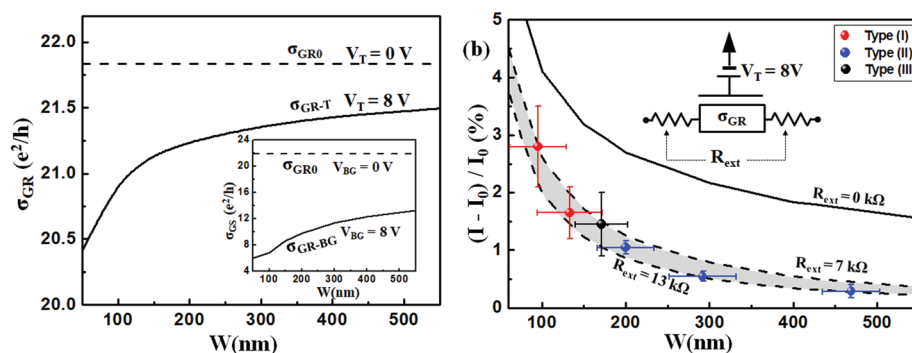 22.0
21.5
21.0
20.5
20.0
σGR (e²/h)
σGR0 VT = 0 V
σGR-T VT = 8 V
24
20
16
12
8
4
0
σGS (e²/h)
σGR0 VBG = 0 V
σGR-BG VBG = 8 V
100 200 300 400 500
W(nm)
100 200 300 400 500
W(nm)
(b)
5
4
3
2
1
0
(I - I0) / I0 (%)
Type (I)
Type (II)
Type (III)
VT = 8V
σGR
Rext
Rext = 0 kΩ
Rext = 7 kΩ
Rext = 13 kΩ
100 200 300 400 500
W(nm)